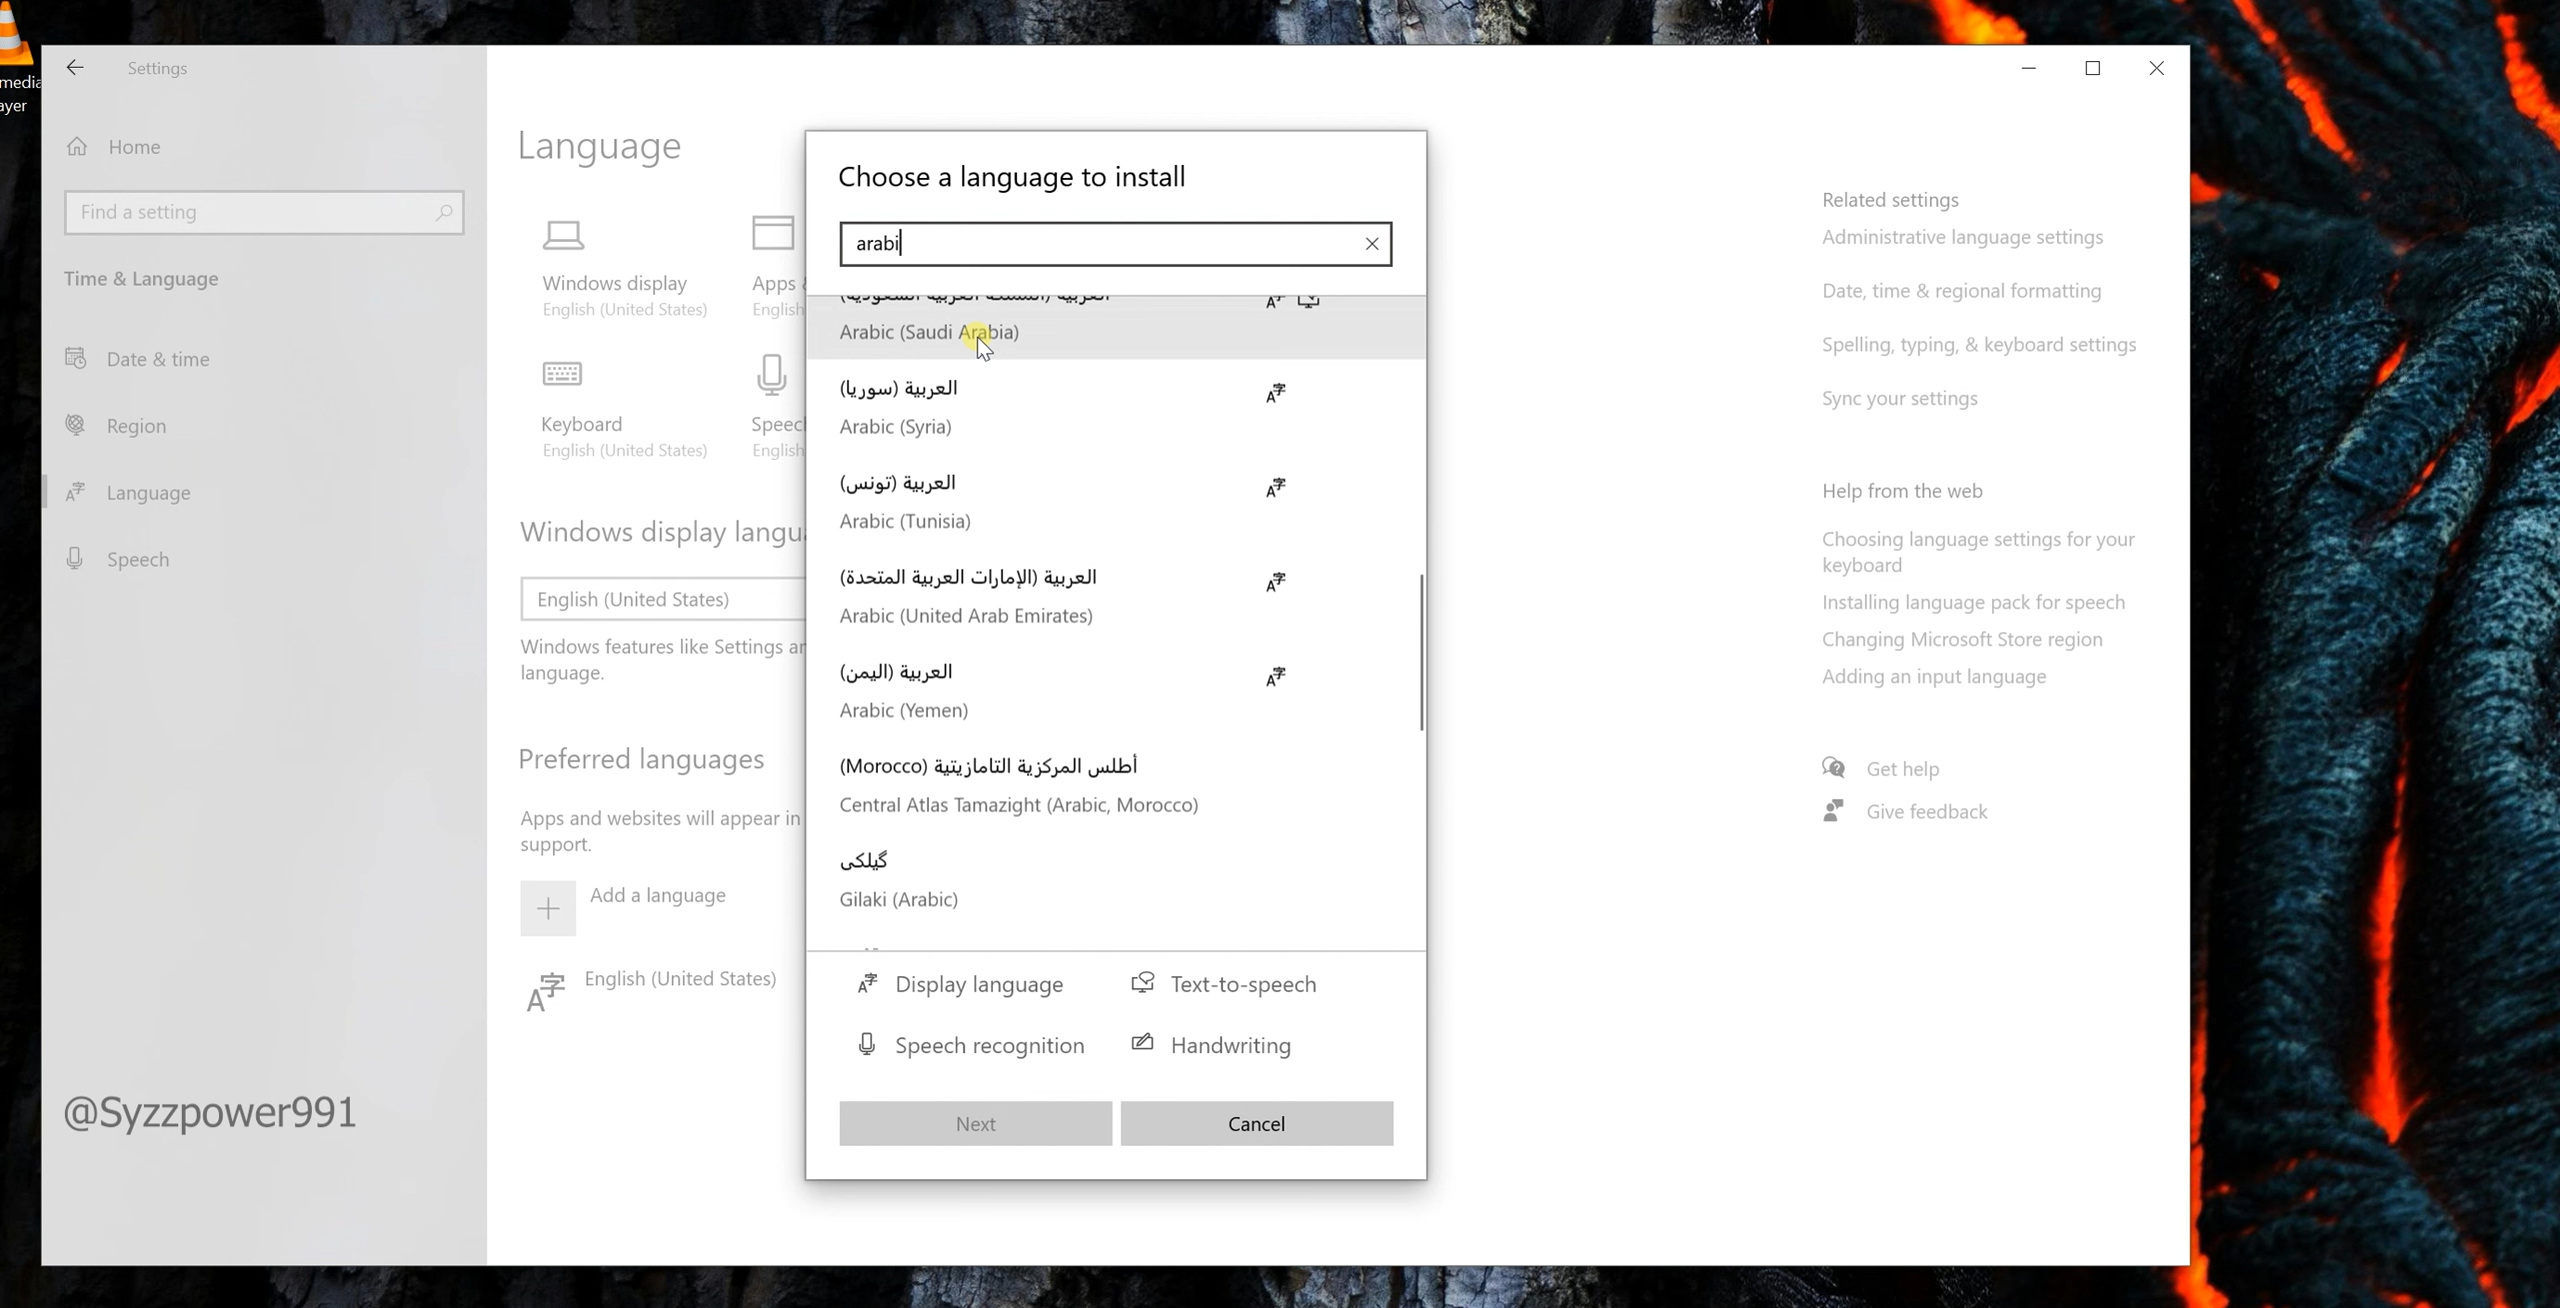 media
ayer
Settings
Home
Find a setting
Time & Language
Date & time
Region
Language
Speech
@Syzzpower991
Language
Windows display
English (United States)
Apps
English
Keyboard
English (United States)
Speech
English
Windows display langu
English (United States)
Windows features like Settings a
language.
Preferred languages
Apps and websites will appear in
support.
Add a language
English (United States)
Choose a language to install
arabi
العربية (المملكة العربية السعودية)
Arabic (Saudi Arabia)
العربية (سوريا)
Arabic (Syria)
العربية (تونس)
Arabic (Tunisia)
العربية (الإمارات العربية المتحدة)
Arabic (United Arab Emirates)
العربية (اليمن)
Arabic (Yemen)
أطلس المركزية التامازيتية (Morocco)
Central Atlas Tamazight (Arabic, Morocco)
گیلکی
Gilaki (Arabic)
Display language
Text-to-speech
Speech recognition
Handwriting
Next
Cancel
Related settings
Administrative language settings
Date, time & regional formatting
Spelling, typing, & keyboard settings
Sync your settings
Help from the web
Choosing language settings for your
keyboard
Installing language pack for speech
Changing Microsoft Store region
Adding an input language
Get help
Give feedback